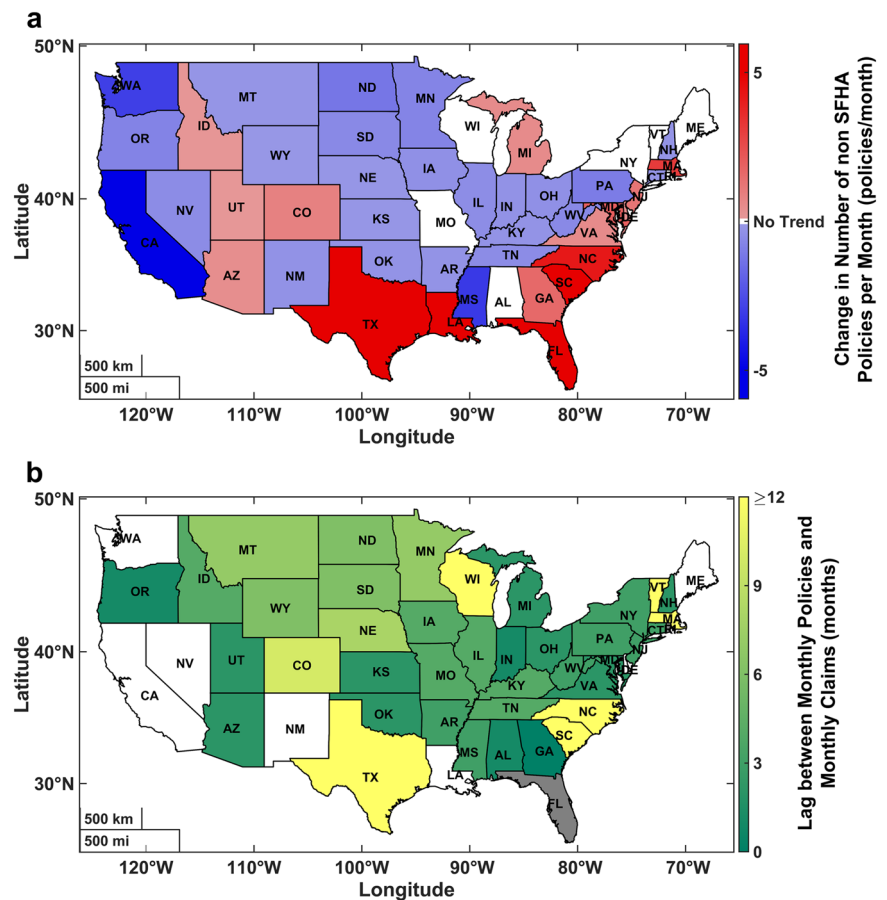 a
50°N
40°N
30°N
Latitude
WA
MT
ND
MN
OR
ID
WY
SD
WI
MI
VT
ME
NH
NY
MA
CT
RI
NV
UT
CO
NE
IA
IL
IN
OH
PA
NJ
MD
DE
CA
KS
MO
KY
WV
VA
AZ
NM
OK
AR
TN
NC
TX
LA
MS
AL
GA
SC
FL
500 km
500 mi
120°W
110°W
100°W
90°W
80°W
70°W
Longitude
5
No Trend
-5
Change in Number of non SFHA
Policies per Month (policies/month)
b
50°N
40°N
30°N
Latitude
WA
MT
ND
MN
OR
ID
WY
SD
WI
MI
VT
ME
NH
NY
MA
CT
RI
NV
UT
CO
NE
IA
IL
IN
OH
PA
NJ
MD
DE
CA
KS
MO
KY
WV
VA
AZ
NM
OK
AR
TN
NC
TX
LA
MS
AL
GA
SC
FL
500 km
500 mi
120°W
110°W
100°W
90°W
80°W
70°W
Longitude
≥12
9
6
3
0
Lag between Monthly Policies and
Monthly Claims (months)